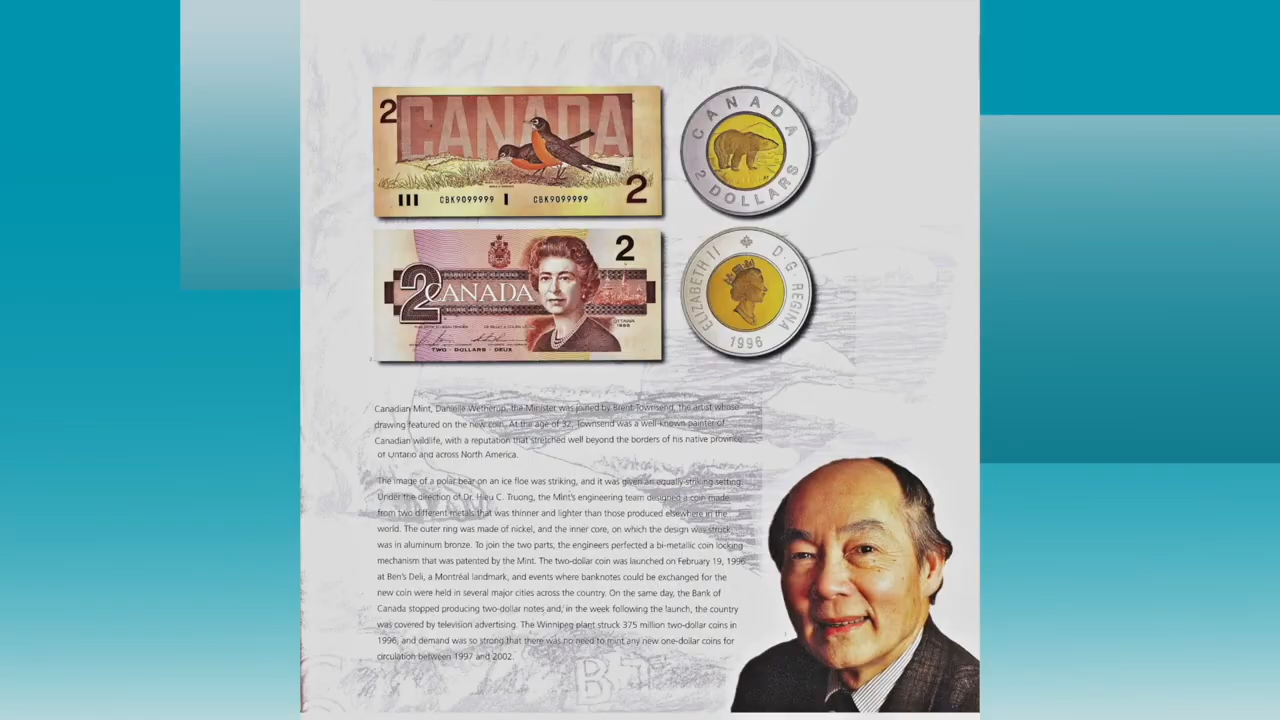 2 CANADA
2
CBK9099999 CBK9099999
CANADA
2 DOLLARS
2
2 CANADA
OTTAWA
1986
TWO - DOLLARS - DEUX
ELIZABETH II D·G·REGINA
1996
Canadian Mint, Danielle Wetherup, the Minister was joined by Brent Townsend, the artist whose
drawing featured on the new coin. At the age of 32, Townsend was a well-known painter of
Canadian wildlife, with a reputation that stretched well beyond the borders of his native province
of Ontario and across North America.
The image of a polar bear on an ice floe was striking, and it was given an equally striking setting.
Under the direction of Dr. Hieu C. Truong, the Mint's engineering team designed a coin made
from two different metals that was thinner and lighter than those produced elsewhere in the
world. The outer ring was made of nickel, and the inner core, on which the design was struck,
was in aluminum bronze. To join the two parts, the engineers perfected a bi-metallic coin locking
mechanism that was patented by the Mint. The two-dollar coin was launched on February 19, 1996
at Ben's Deli, a Montréal landmark, and events where banknotes could be exchanged for the
new coin were held in several major cities across the country. On the same day, the Bank of
Canada stopped producing two-dollar notes and, in the week following the launch, the country
was covered by television advertising. The Winnipeg plant struck 375 million two-dollar coins in
1996, and demand was so strong that there was no need to mint any new one-dollar coins for
circulation between 1997 and 2002.